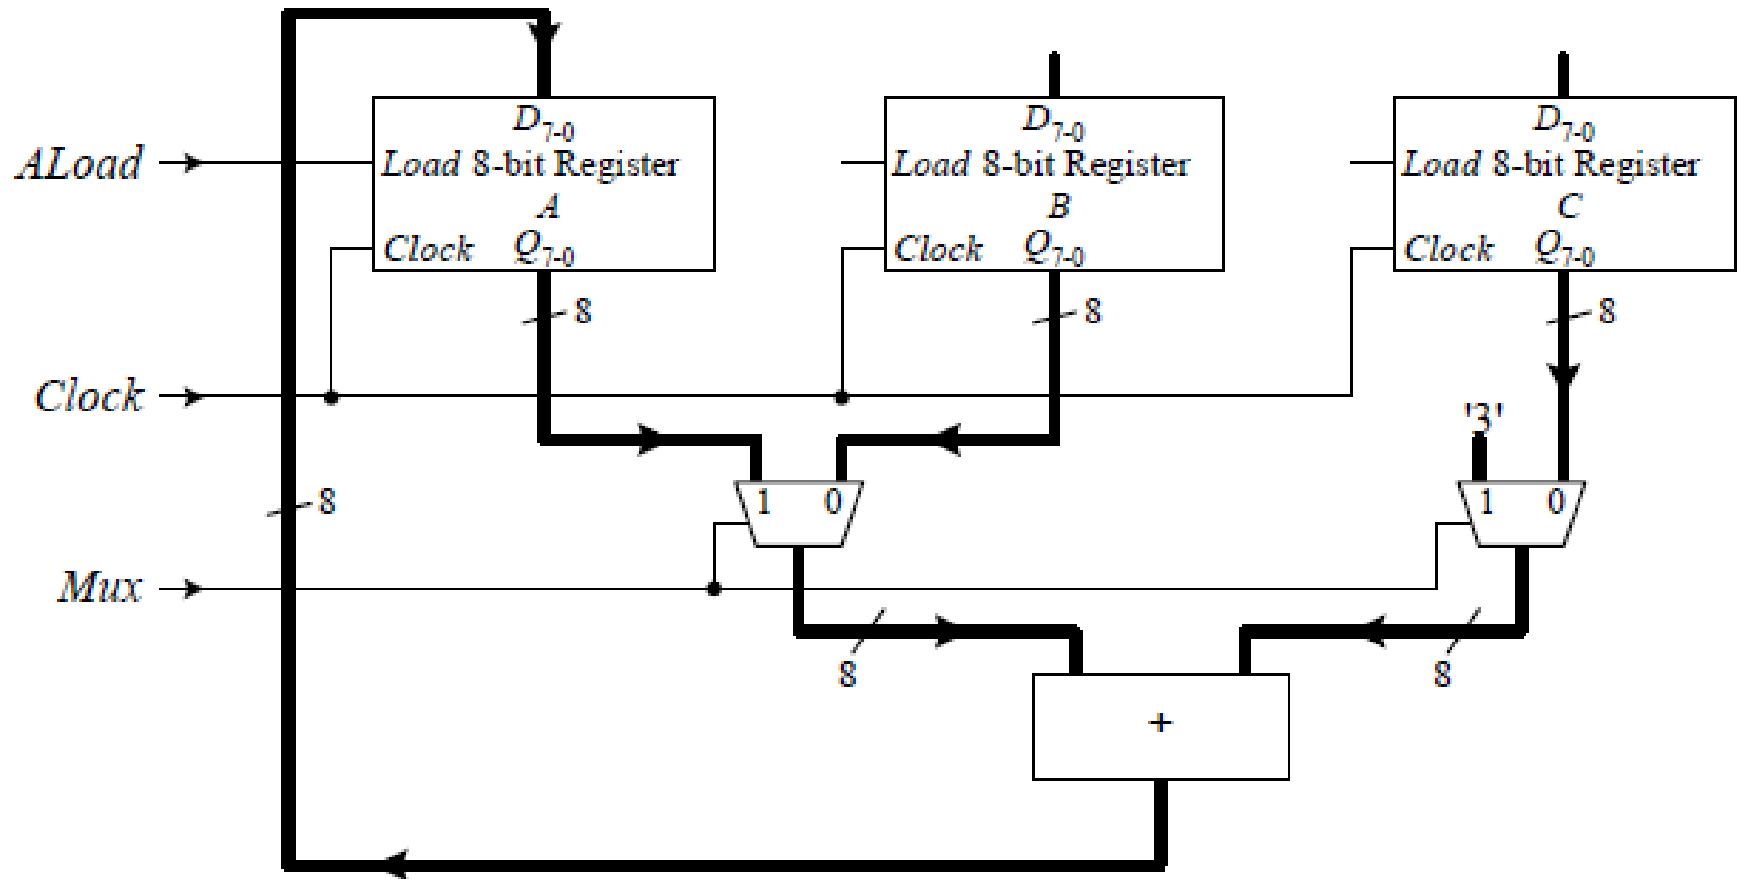 D7-0 D7-0 D7-0
ALoad Load 8-bit Register Load 8-bit Register Load 8-bit Register
A B C
Clock Q7-0 Clock Q7-0 Clock Q7-0
8 8 8
Clock
'3'
1 0 1 0
8
Mux
8 8
+